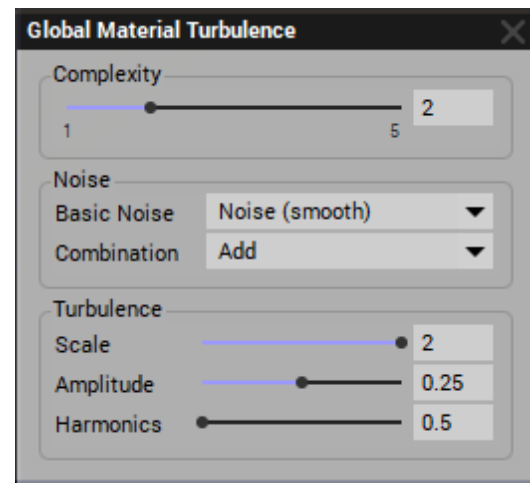 Global Material Turbulence
Complexity
2
1 5
Noise
Basic Noise Noise (smooth)
Combination Add
Turbulence
Scale 2
Amplitude 0.25
Harmonics 0.5